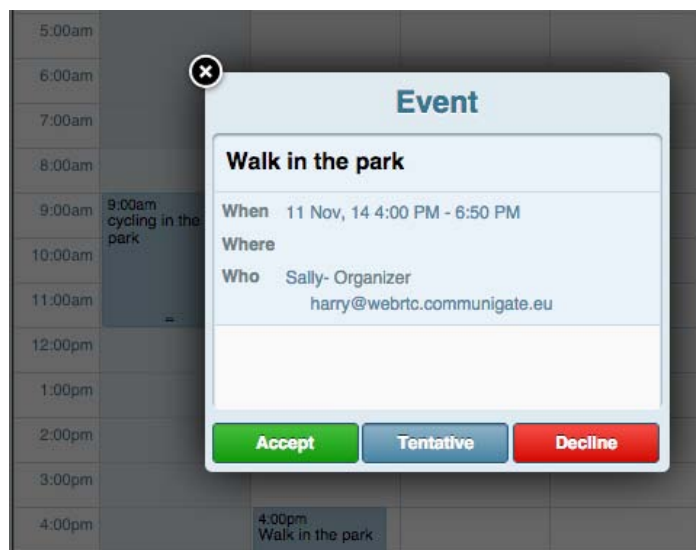 5:00am
6:00am
7:00am
8:00am
9:00am
10:00am
11:00am
12:00pm
1:00pm
2:00pm
3:00pm
4:00pm
9:00am
cycling in the
park
4:00pm
Walk in the park
Event
Walk in the park
When 11 Nov, 14 4:00 PM - 6:50 PM
Where
Who Sally- Organizer
harry@webrtc.communigate.eu
Accept Tentative Decline